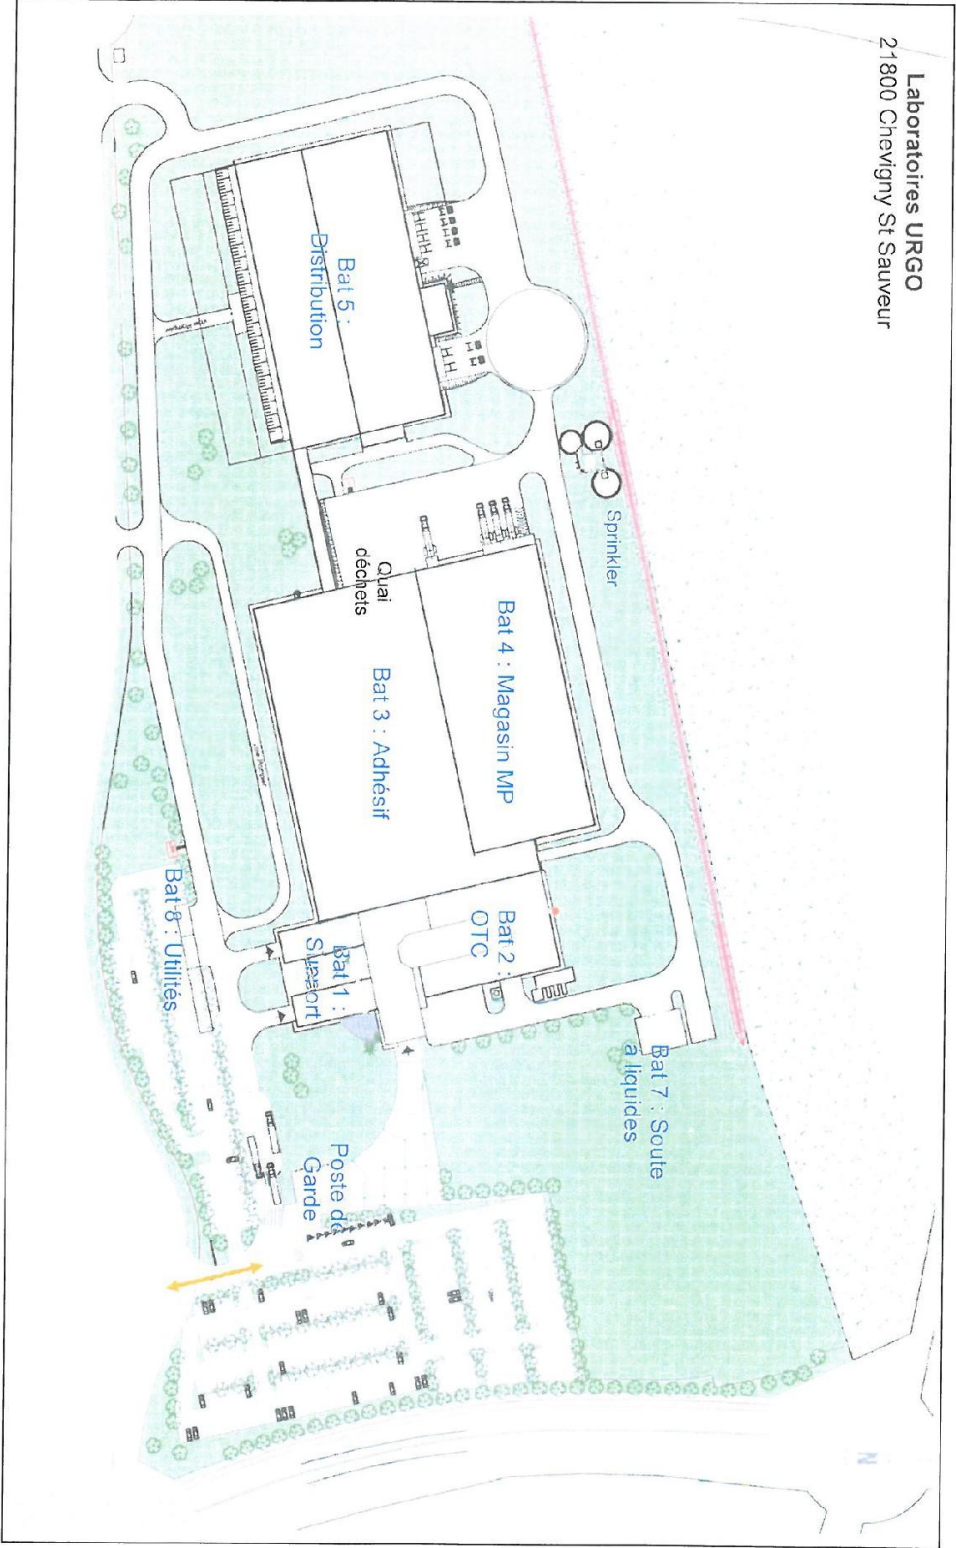 Laboratoires URGO
21800 Chevigny St Sauveur
Sprinkler
Bat 5 :
Distribution
Quai
déchets
Bat 4 : Magasin MP
Bat 3 : Adhésif
Bat 2 :
OTC
Bat 1 :
Support
Bat 7 : Soute
à liquides
Bat 8 : Utilités
Poste de
Garde
N